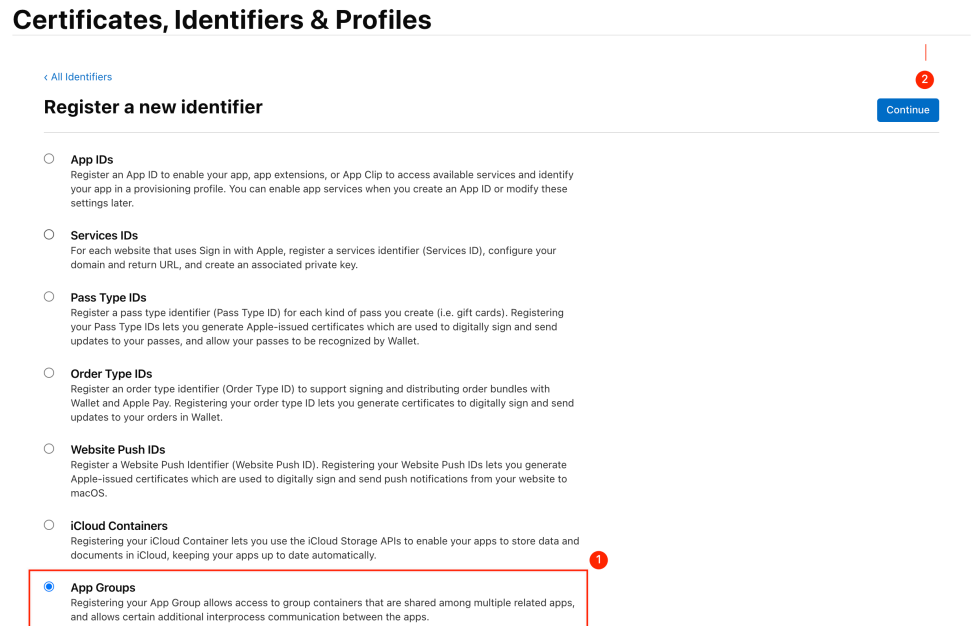 Certificates, Identifiers & Profiles
‹ All Identifiers
2
Register a new identifier
Continue
App IDs
Register an App ID to enable your app, app extensions, or App Clip to access available services and identify
your app in a provisioning profile. You can enable app services when you create an App ID or modify these
settings later.
Services IDs
For each website that uses Sign in with Apple, register a services identifier (Services ID), configure your
domain and return URL, and create an associated private key.
Pass Type IDs
Register a pass type identifier (Pass Type ID) for each kind of pass you create (i.e. gift cards). Registering
your Pass Type IDs lets you generate Apple-issued certificates which are used to digitally sign and send
updates to your passes, and allow your passes to be recognized by Wallet.
Order Type IDs
Register an order type identifier (Order Type ID) to support signing and distributing order bundles with
Wallet and Apple Pay. Registering your order type ID lets you generate certificates to digitally sign and send
updates to your orders in Wallet.
Website Push IDs
Register a Website Push Identifier (Website Push ID). Registering your Website Push IDs lets you generate
Apple-issued certificates which are used to digitally sign and send push notifications from your website to
macOS.
iCloud Containers
Registering your iCloud Container lets you use the iCloud Storage APIs to enable your apps to store data and
documents in iCloud, keeping your apps up to date automatically.
1
App Groups
Registering your App Group allows access to group containers that are shared among multiple related apps,
and allows certain additional interprocess communication between the apps.